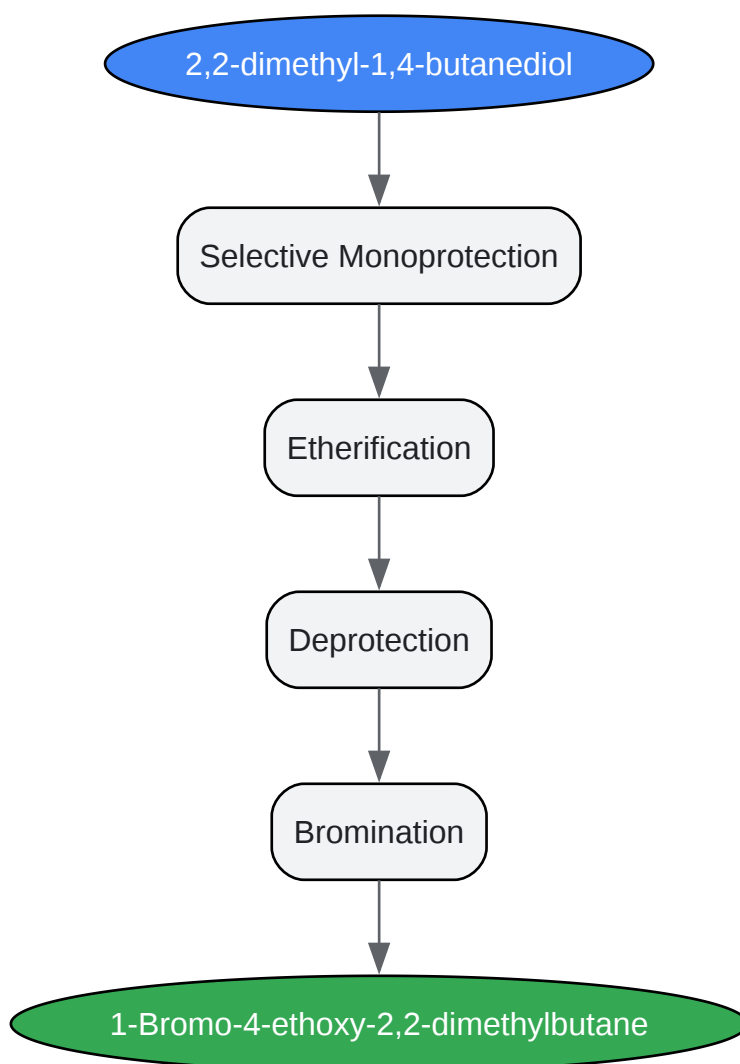 2,2-dimethyl-1,4-butanediol
Selective Monoprotection
Etherification
Deprotection
Bromination
1-Bromo-4-ethoxy-2,2-dimethylbutane